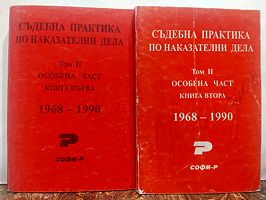 СЪДЕБНА ПРАКТИКА
ПО НАКАЗАТЕЛНИ ДЕЛА
Том II
ОСОБЕНА ЧАСТ
КНИГА ПЪРВА
1968 – 1990
СОФИ-Р
СЪДЕБНА ПРАКТИКА
ПО НАКАЗАТЕЛНИ ДЕЛА
Том II
ОСОБЕНА ЧАСТ
КНИГА ВТОРА
1968 – 1990
СОФИ-Р